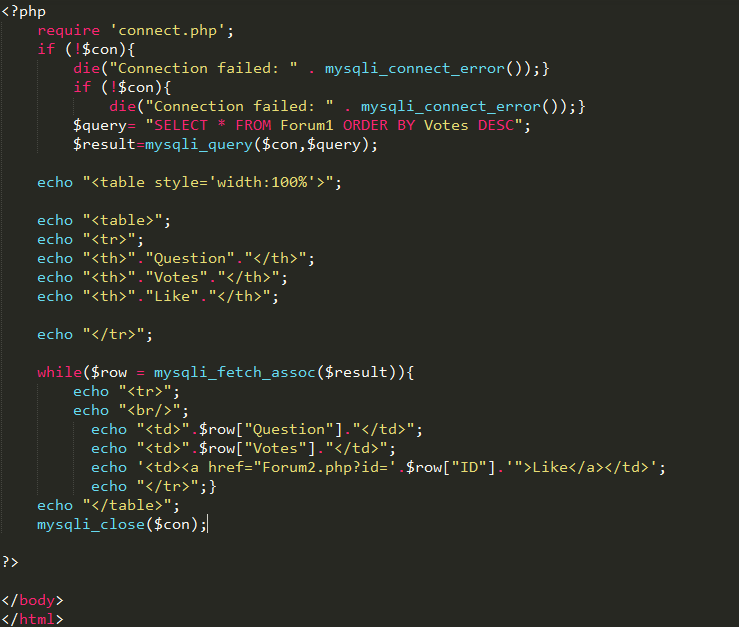 <?php
    require 'connect.php';
    if (!$con){
        die("Connection failed: " . mysqli_connect_error());}
        if (!$con){
            die("Connection failed: " . mysqli_connect_error());}
        $query= "SELECT * FROM Forum1 ORDER BY Votes DESC";
        $result=mysqli_query($con,$query);

    echo "<table style='width:100%'>";

    echo "<table>";
    echo "<tr>";
    echo "<th>"."Question"."</th>";
    echo "<th>"."Votes"."</th>";
    echo "<th>"."Like"."</th>";

    echo "</tr>";

    while($row = mysqli_fetch_assoc($result)){
        echo "<tr>";
        echo "<br/>";
          echo "<td>".$row["Question"]."</td>";
          echo "<td>".$row["Votes"]."</td>";
          echo '<td><a href="Forum2.php?id='.$row["ID"].'">Like</a></td>';
          echo "</tr>";}
    echo "</table>";
    mysqli_close($con);

?>

</body>
</html>